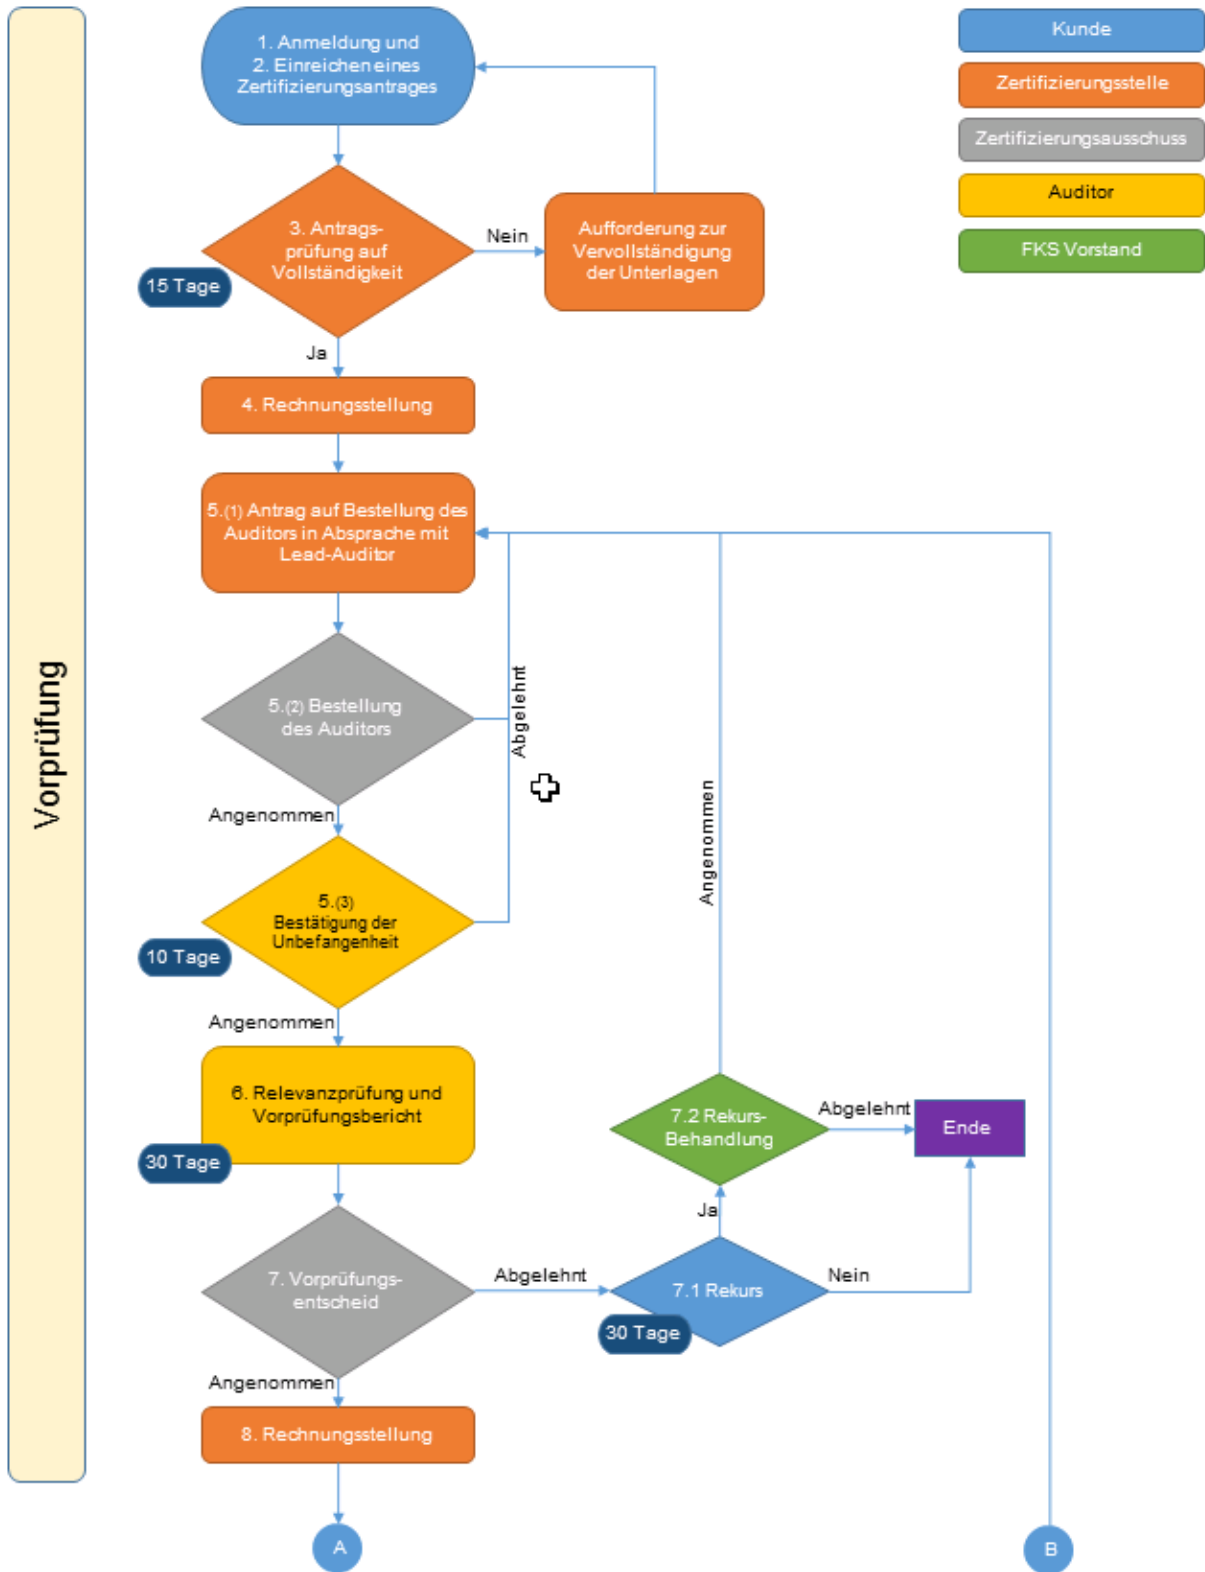 Vorprüfung
1. Anmeldung und
2. Einreichen eines
Zertifizierungsantrages
Kunde
Zertifizierungsstelle
Zertifizierungsausschuss
Auditor
FKS Vorstand
3. Antrags-
prüfung auf
Vollständigkeit
15 Tage
Nein
Aufforderung zur
Vervollständigung
der Unterlagen
Ja
4. Rechnungsstellung
5.(1) Antrag auf Bestellung des
Auditors in Absprache mit
Lead-Auditor
5.(2) Bestellung
des Auditors
Abgelehnt
Angenommen
5.(3)
Bestätigung der
Unbefangenheit
10 Tage
Angenommen
Angenommen
6. Relevanzprüfung und
Vorprüfungsbericht
30 Tage
7.2 Rekurs-
Behandlung
Abgelehnt
Ende
Ja
7. Vorprüfungs-
entscheid
Abgelehnt
7.1 Rekurs
Nein
30 Tage
Angenommen
8. Rechnungsstellung
A
B